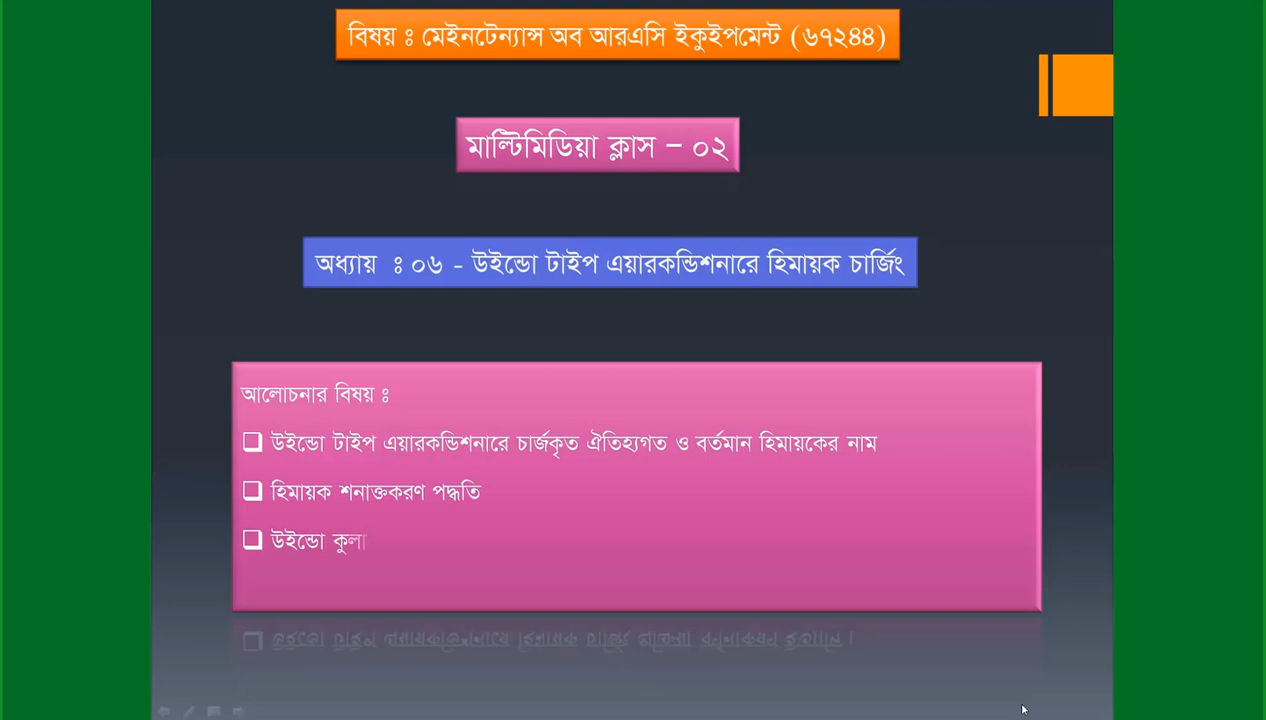 বিষয় ঃ মেইনটেন্যান্স অব আরএসি ইকুইপমেন্ট (৬৭২৪৪)
মাল্টিমিডিয়া ক্লাস – ০২
অধ্যায় ঃ ০৬ - উইন্ডো টাইপ এয়ারকন্ডিশনারে হিমায়ক চার্জিং
আলোচনার বিষয় ঃ
❑ উইন্ডো টাইপ এয়ারকন্ডিশনারে চার্জকৃত ঐতিহ্যগত ও বর্তমান হিমায়কের নাম
❑ হিমায়ক শনাক্তকরণ পদ্ধতি
❑ উইন্ডো কুলা